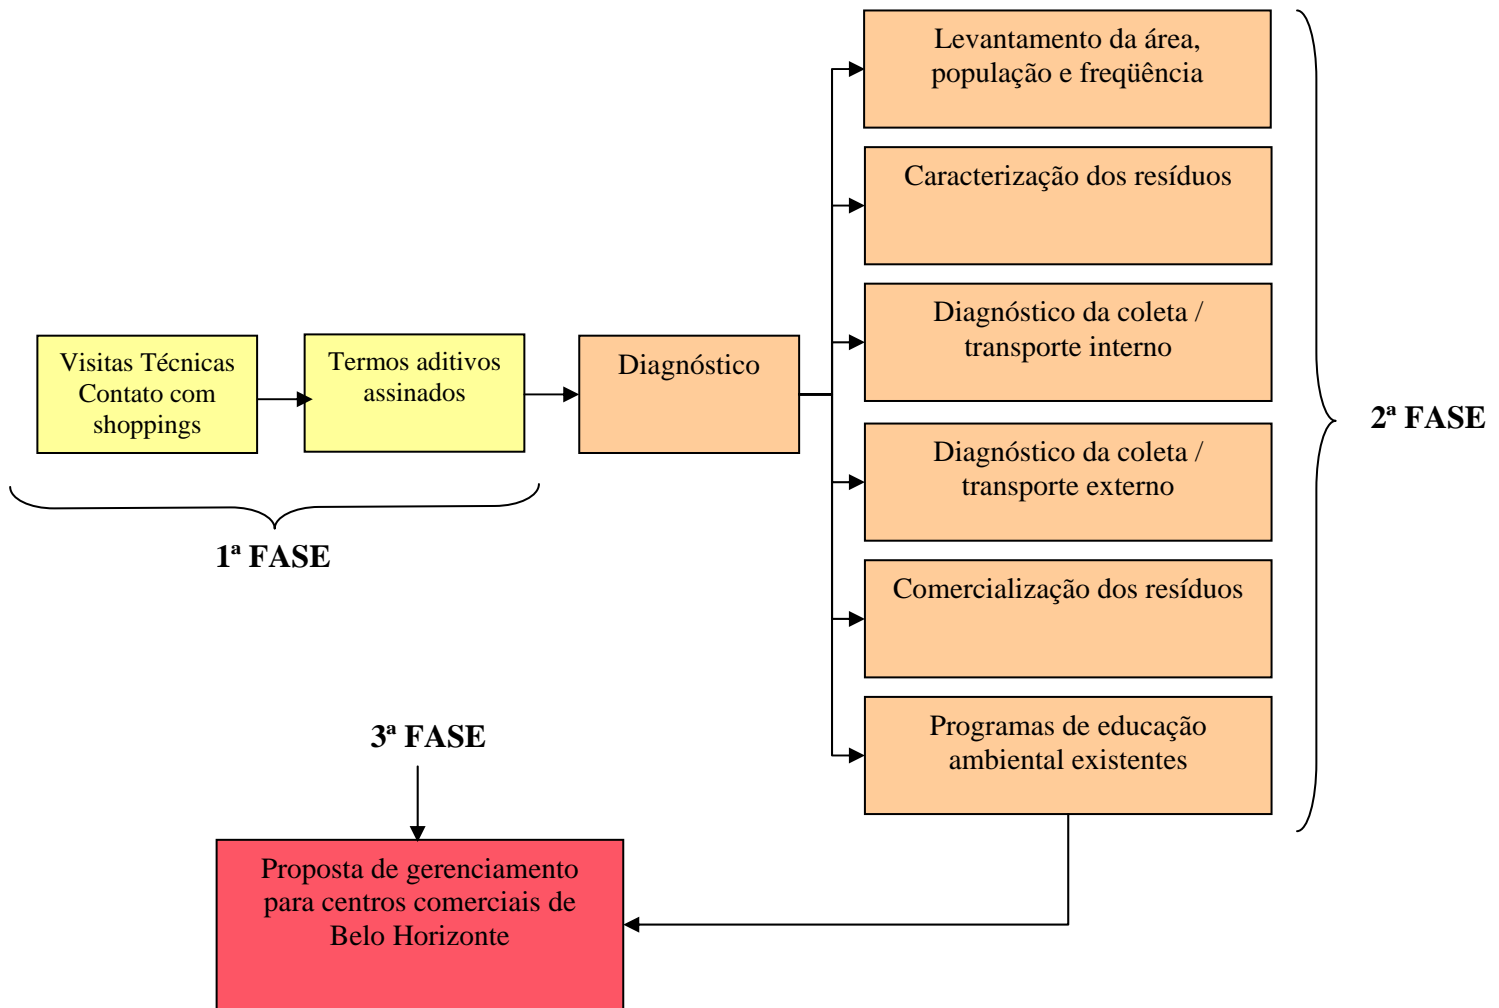 Visitas Técnicas
Contato com
shoppings
Termos aditivos
assinados
1ª FASE
Diagnóstico
Levantamento da área,
população e freqüência
Caracterização dos resíduos
Diagnóstico da coleta /
transporte interno
Diagnóstico da coleta /
transporte externo
Comercialização dos resíduos
Programas de educação
ambiental existentes
2ª FASE
3ª FASE
Proposta de gerenciamento
para centros comerciais de
Belo Horizonte